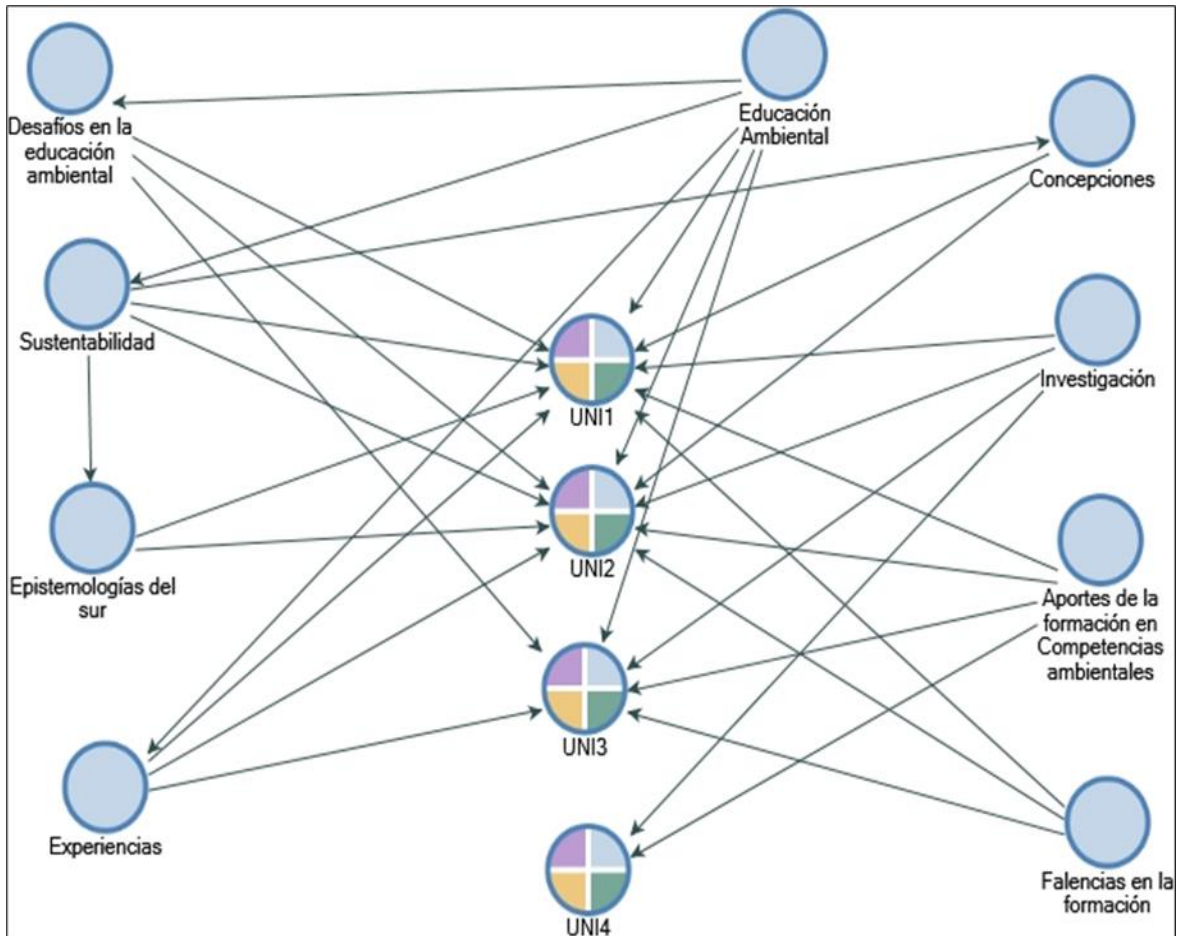 Desafíos en la
educación
ambiental
Educación
Ambiental
Concepciones
Sustentabilidad
Investigación
UNI1
Epistemologías del
sur
UNI2
Aportes de la
formación en
Competencias
ambientales
UNI3
Experiencias
Falencias en la
formación
UNI4